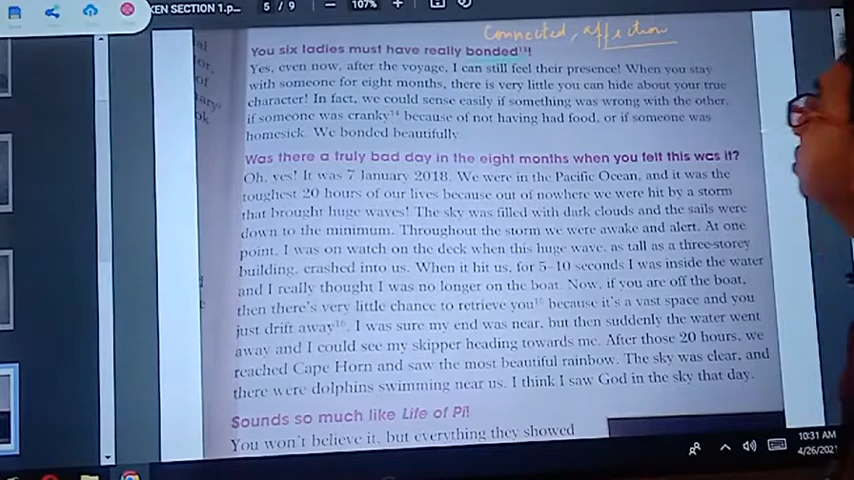 KEN SECTION 1.p... 5 / 9 107%
Connected, affection
You six ladies must have really bonded¹³!
Yes, even now, after the voyage, I can still feel their presence! When you stay
with someone for eight months, there is very little you can hide about your true
character! In fact, we could sense easily if something was wrong with the other,
if someone was cranky¹⁴ because of not having had food, or if someone was
homesick. We bonded beautifully.
Was there a truly bad day in the eight months when you felt this was it?
Oh, yes! It was 7 January 2018. We were in the Pacific Ocean, and it was the
toughest 20 hours of our lives because out of nowhere we were hit by a storm
that brought huge waves! The sky was filled with dark clouds and the sails were
down to the minimum. Throughout the storm we were awake and alert. At one
point, I was on watch on the deck when this huge wave, as tall as a three-storey
building, crashed into us. When it hit us, for 5–10 seconds I was inside the water
and I really thought I was no longer on the boat. Now, if you are off the boat,
then there's very little chance to retrieve you¹⁵ because it's a vast space and you
just drift away¹⁶. I was sure my end was near, but then suddenly the water went
away and I could see my skipper heading towards me. After those 20 hours, we
reached Cape Horn and saw the most beautiful rainbow. The sky was clear, and
there were dolphins swimming near us. I think I saw God in the sky that day.
Sounds so much like Life of Pi!
You won't believe it, but everything they showed
10:31 AM
4/26/2021